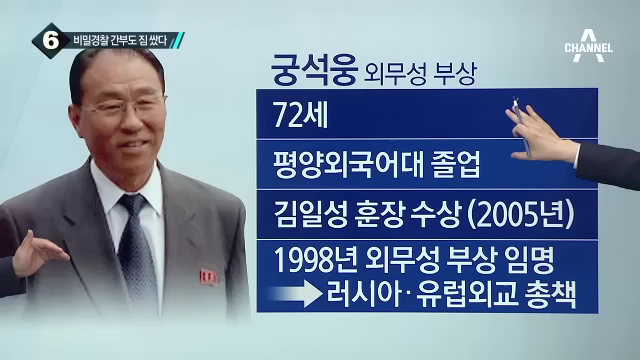 6 비밀경찰 간부도 짐 쌌다
CHANNEL A
궁석웅 외무성 부상
72세
평양외국어대 졸업
김일성 훈장 수상 (2005년)
1998년 외무성 부상 임명
→러시아·유럽외교 총책